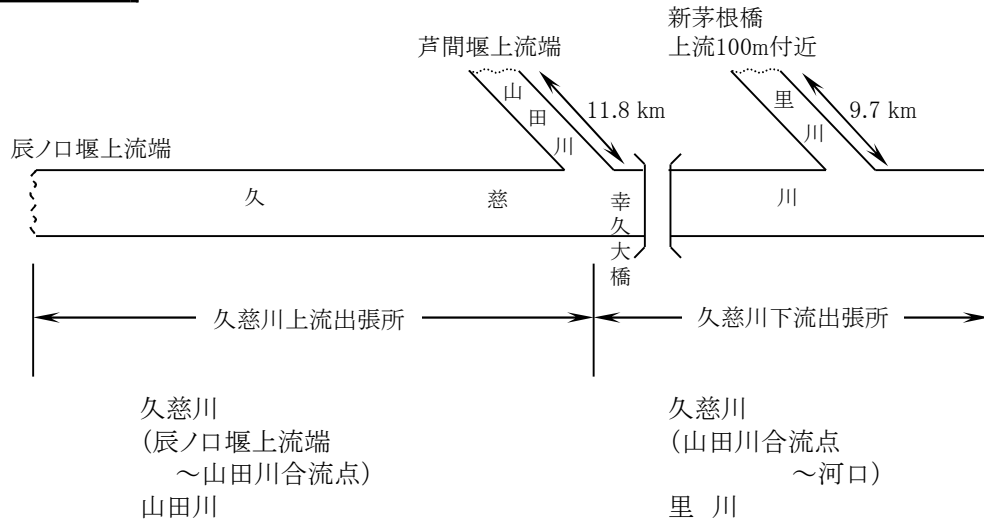 新茅根橋
上流100m付近
芦間堰上流端
山田川
11.8 km
里川
9.7 km
辰ノ口堰上流端
久慈川
幸久大橋
久慈川上流出張所
久慈川下流出張所
久慈川
(辰ノ口堰上流端
～山田川合流点)
山田川
久慈川
(山田川合流点
～河口)
里 川